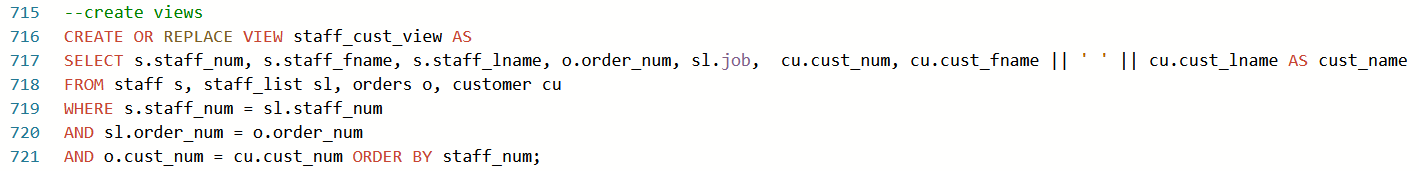 715 --create views
716 CREATE OR REPLACE VIEW staff_cust_view AS
717 SELECT s.staff_num, s.staff_fname, s.staff_lname, o.order_num, sl.job,  cu.cust_num, cu.cust_fname || ' ' || cu.cust_lname AS cust_name
718 FROM staff s, staff_list sl, orders o, customer cu
719 WHERE s.staff_num = sl.staff_num
720 AND sl.order_num = o.order_num
721 AND o.cust_num = cu.cust_num ORDER BY staff_num;